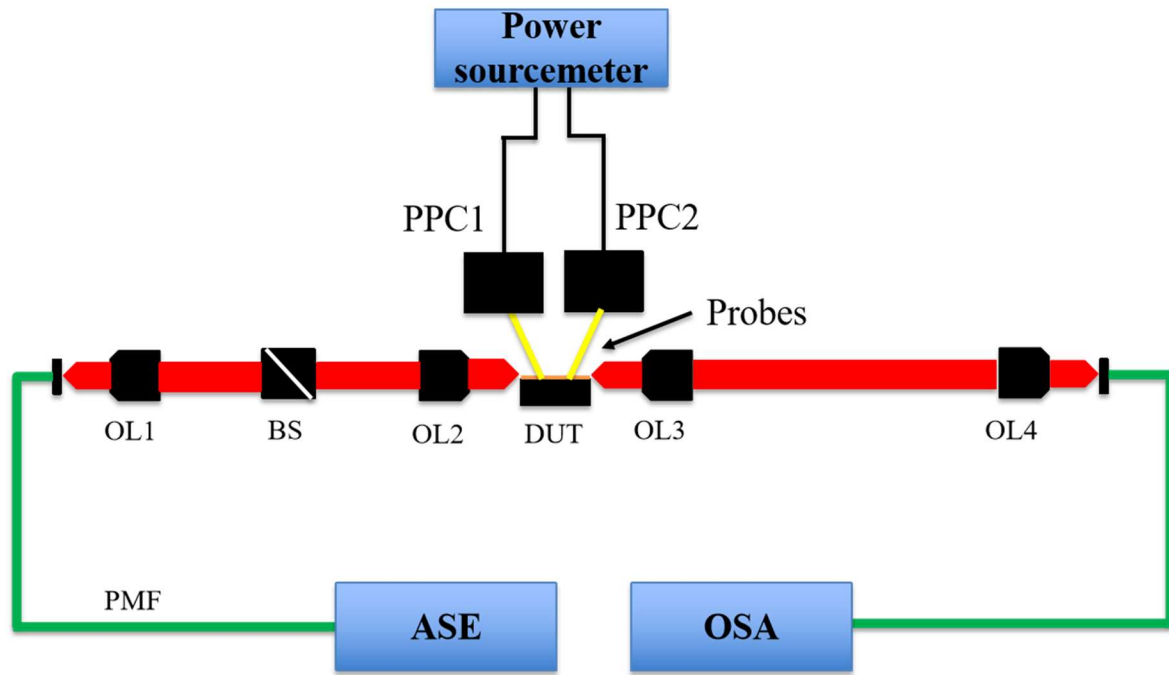 Power
sourcemeter
PPC1
PPC2
Probes
OL1
BS
OL2
DUT
OL3
OL4
PMF
ASE
OSA